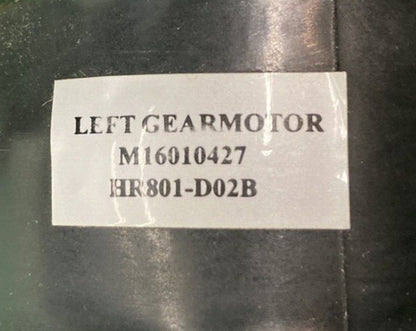 LEFT GEARMOTOR
M16010427
HR801-D02B